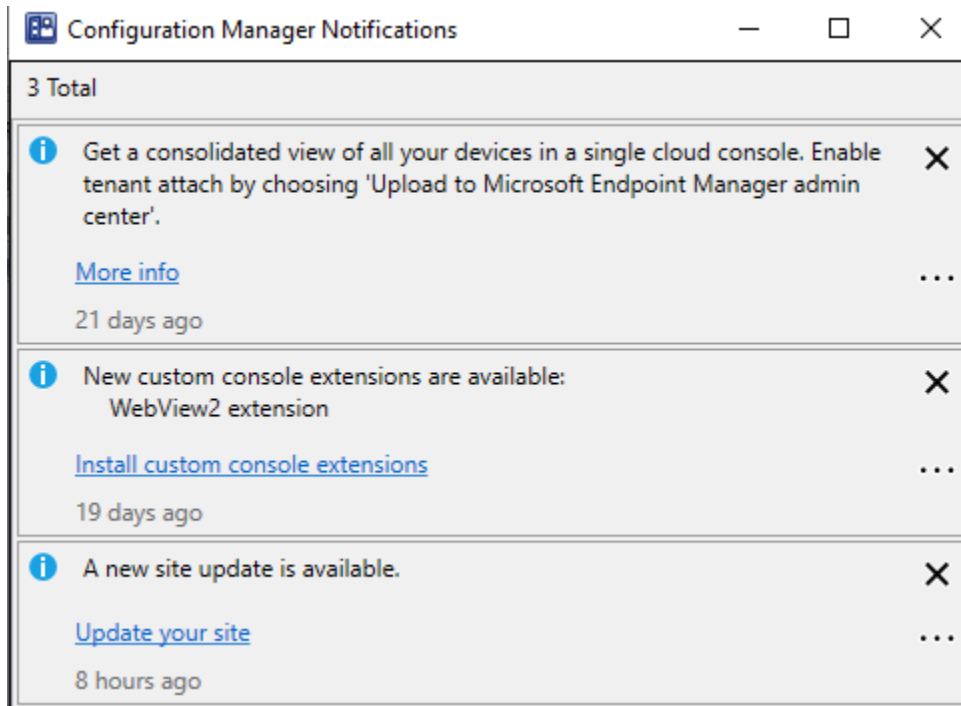 Configuration Manager Notifications
3 Total
Get a consolidated view of all your devices in a single cloud console. Enable
tenant attach by choosing 'Upload to Microsoft Endpoint Manager admin
center'.
More info
21 days ago
New custom console extensions are available:
WebView2 extension
Install custom console extensions
19 days ago
A new site update is available.
Update your site
8 hours ago